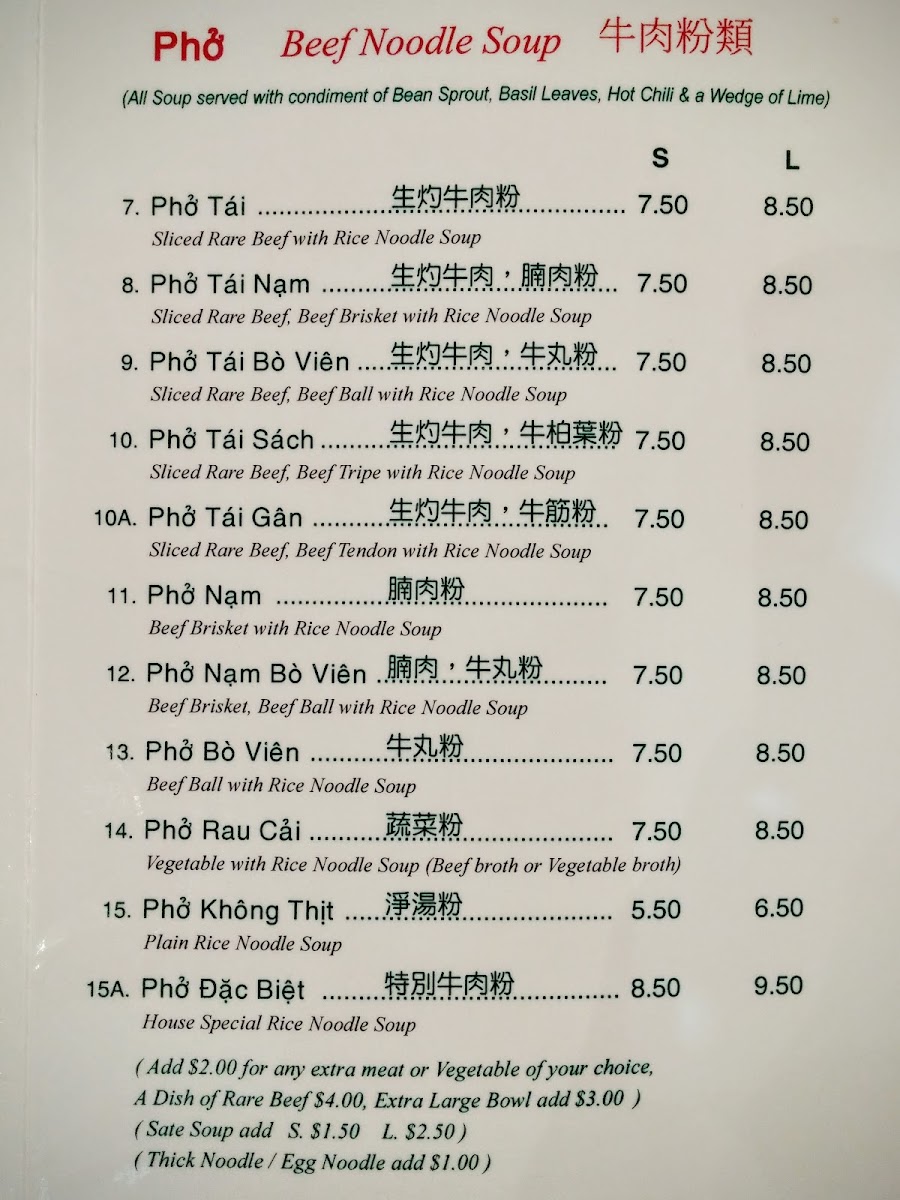 Phở Beef Noodle Soup 牛肉粉類
(All Soup served with condiment of Bean Sprout, Basil Leaves, Hot Chili & a Wedge of Lime)
S L
7. Phở Tái 生灼牛肉粉 7.50 8.50
Sliced Rare Beef with Rice Noodle Soup
8. Phở Tái Nạm 生灼牛肉，腩肉粉 7.50 8.50
Sliced Rare Beef, Beef Brisket with Rice Noodle Soup
9. Phở Tái Bò Viên 生灼牛肉，牛丸粉 7.50 8.50
Sliced Rare Beef, Beef Ball with Rice Noodle Soup
10. Phở Tái Sách 生灼牛肉，牛柏葉粉 7.50 8.50
Sliced Rare Beef, Beef Tripe with Rice Noodle Soup
10A. Phở Tái Gân 生灼牛肉，牛筋粉 7.50 8.50
Sliced Rare Beef, Beef Tendon with Rice Noodle Soup
11. Phở Nạm 腩肉粉 7.50 8.50
Beef Brisket with Rice Noodle Soup
12. Phở Nạm Bò Viên 腩肉，牛丸粉 7.50 8.50
Beef Brisket, Beef Ball with Rice Noodle Soup
13. Phở Bò Viên 牛丸粉 7.50 8.50
Beef Ball with Rice Noodle Soup
14. Phở Rau Cải 蔬菜粉 7.50 8.50
Vegetable with Rice Noodle Soup (Beef broth or Vegetable broth)
15. Phở Không Thịt 淨湯粉 5.50 6.50
Plain Rice Noodle Soup
15A. Phở Đặc Biệt 特別牛肉粉 8.50 9.50
House Special Rice Noodle Soup
( Add $2.00 for any extra meat or Vegetable of your choice,
A Dish of Rare Beef $4.00, Extra Large Bowl add $3.00 )
( Sate Soup add S. $1.50 L. $2.50 )
( Thick Noodle / Egg Noodle add $1.00 )